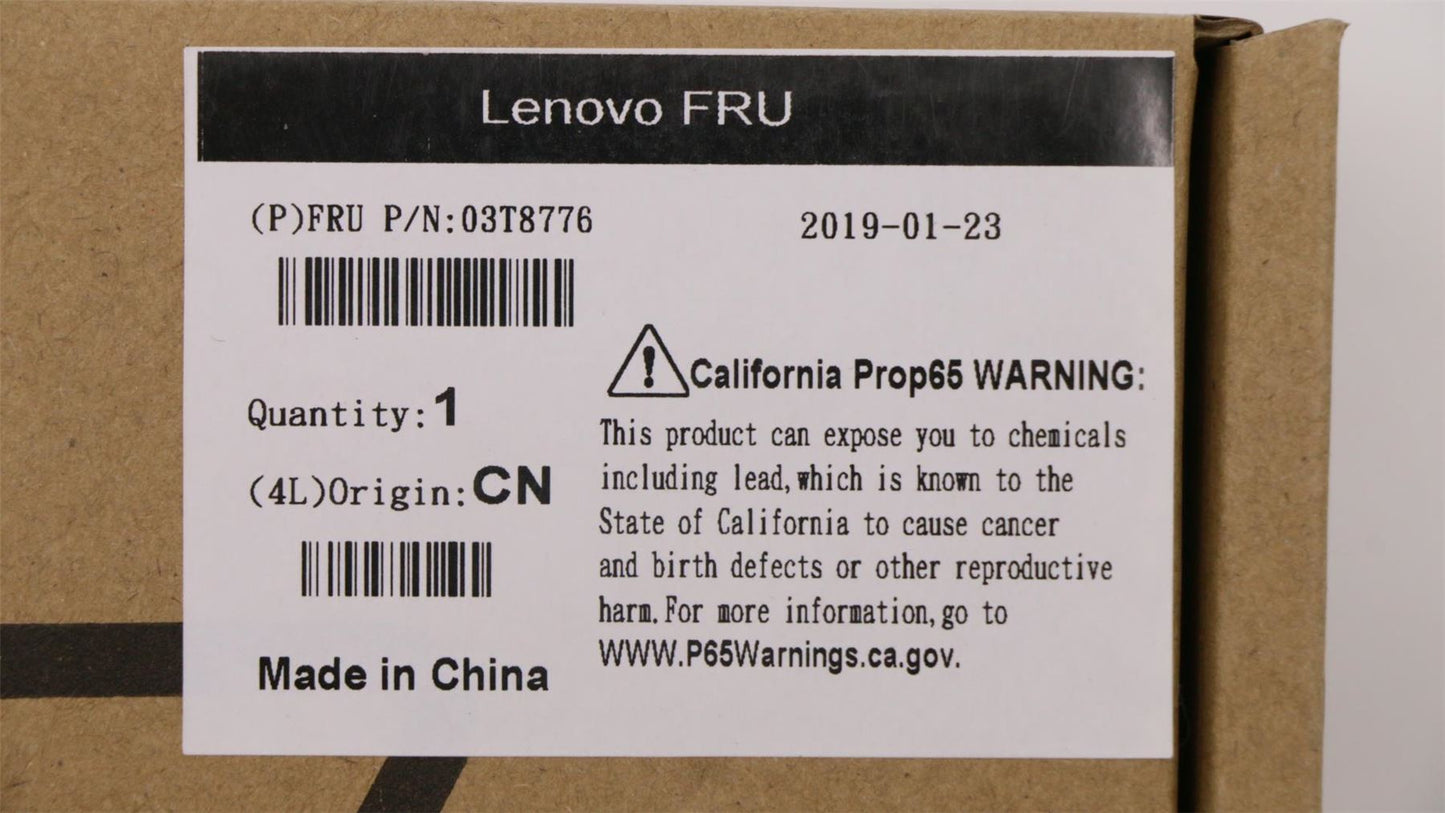 Lenovo FRU
(P)FRU P/N:03T8776
2019-01-23
Quantity:1
(4L)Origin:CN
Made in China
California Prop65 WARNING:
This product can expose you to chemicals
including lead,which is known to the
State of California to cause cancer
and birth defects or other reproductive
harm.For more information,go to
WWW.P65Warnings.ca.gov.